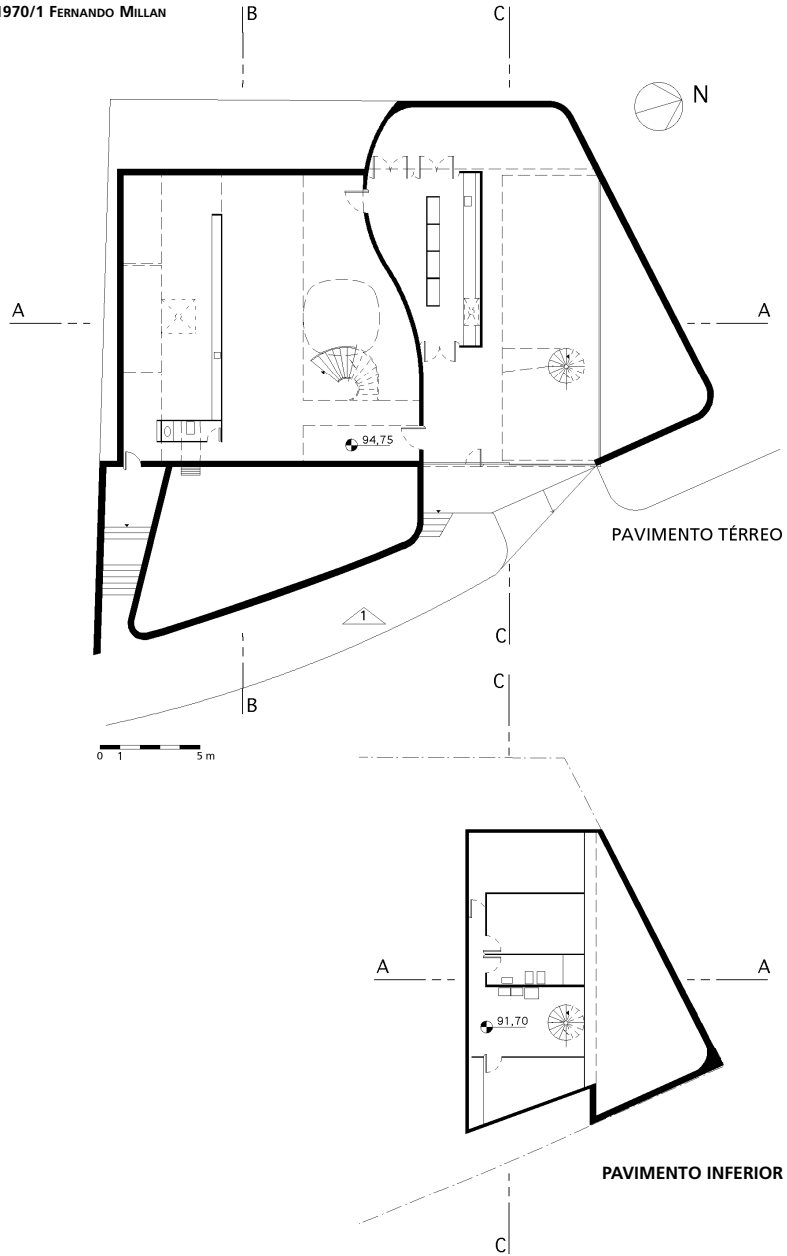 1970/1 FERNANDO MILLAN
B
C
N
A
A
94,75
PAVIMENTO TÉRREO
1
C
B
0 1 5 m
C
A
A
91,70
PAVIMENTO INFERIOR
C